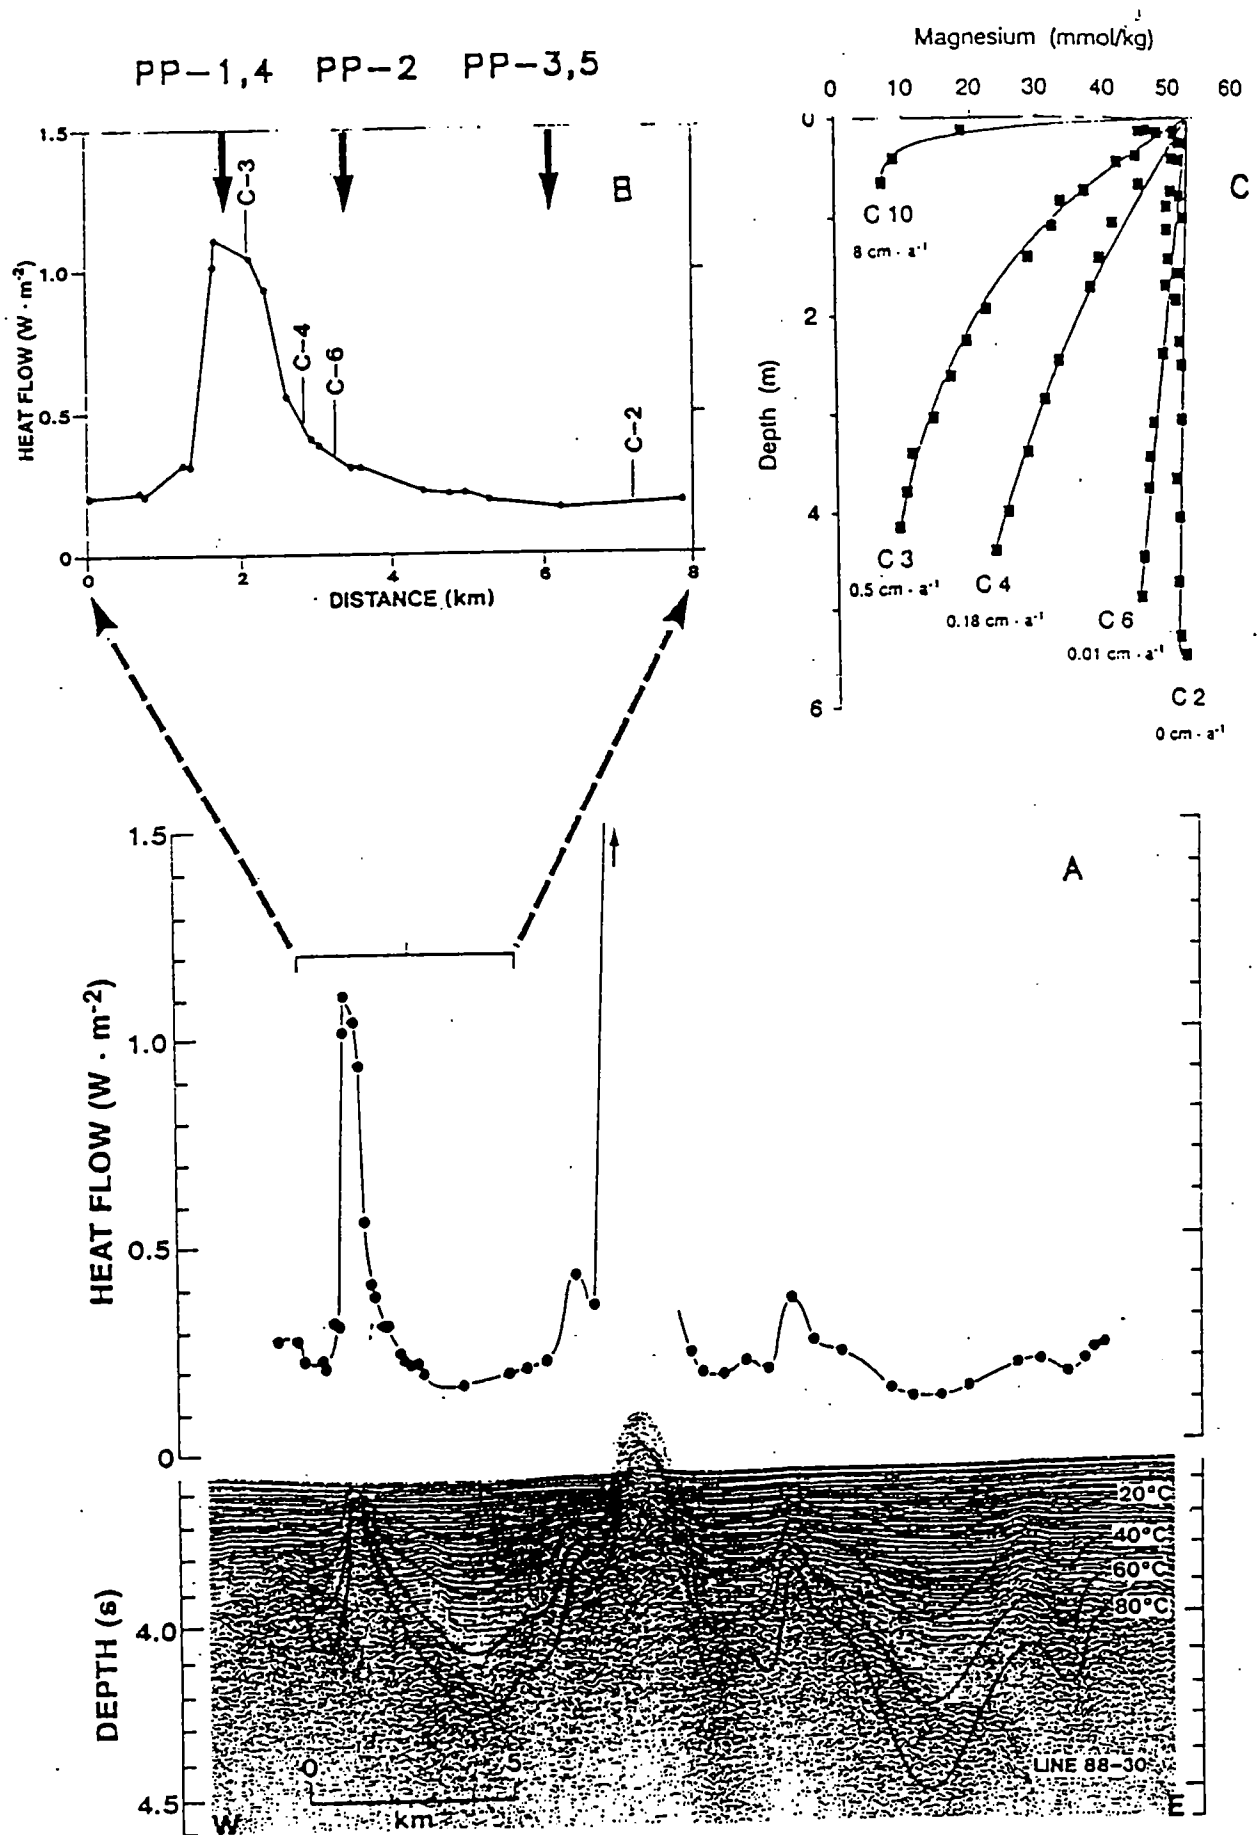 Magnesium (mmol/kg)
PP-1,4 PP-2 PP-3,5
0 10 20 30 40 50 60
1.5
0
C-3
B
C
C 10
8 cm · a⁻¹
HEAT FLOW (W · m⁻²)
1.0
2
C-4
C-6
0.5
C-2
Depth (m)
4
0
0 2 4 6 8
DISTANCE (km)
C 3
0.5 cm · a⁻¹
C 4
0.18 cm · a⁻¹
C 6
0.01 cm · a⁻¹
C 2
0 cm · a⁻¹
6
1.5
A
HEAT FLOW (W · m⁻²)
1.0
0.5
0
20°C
40°C
60°C
80°C
DEPTH (s)
4.0
0 5
km
LINE 88-30
4.5
W E